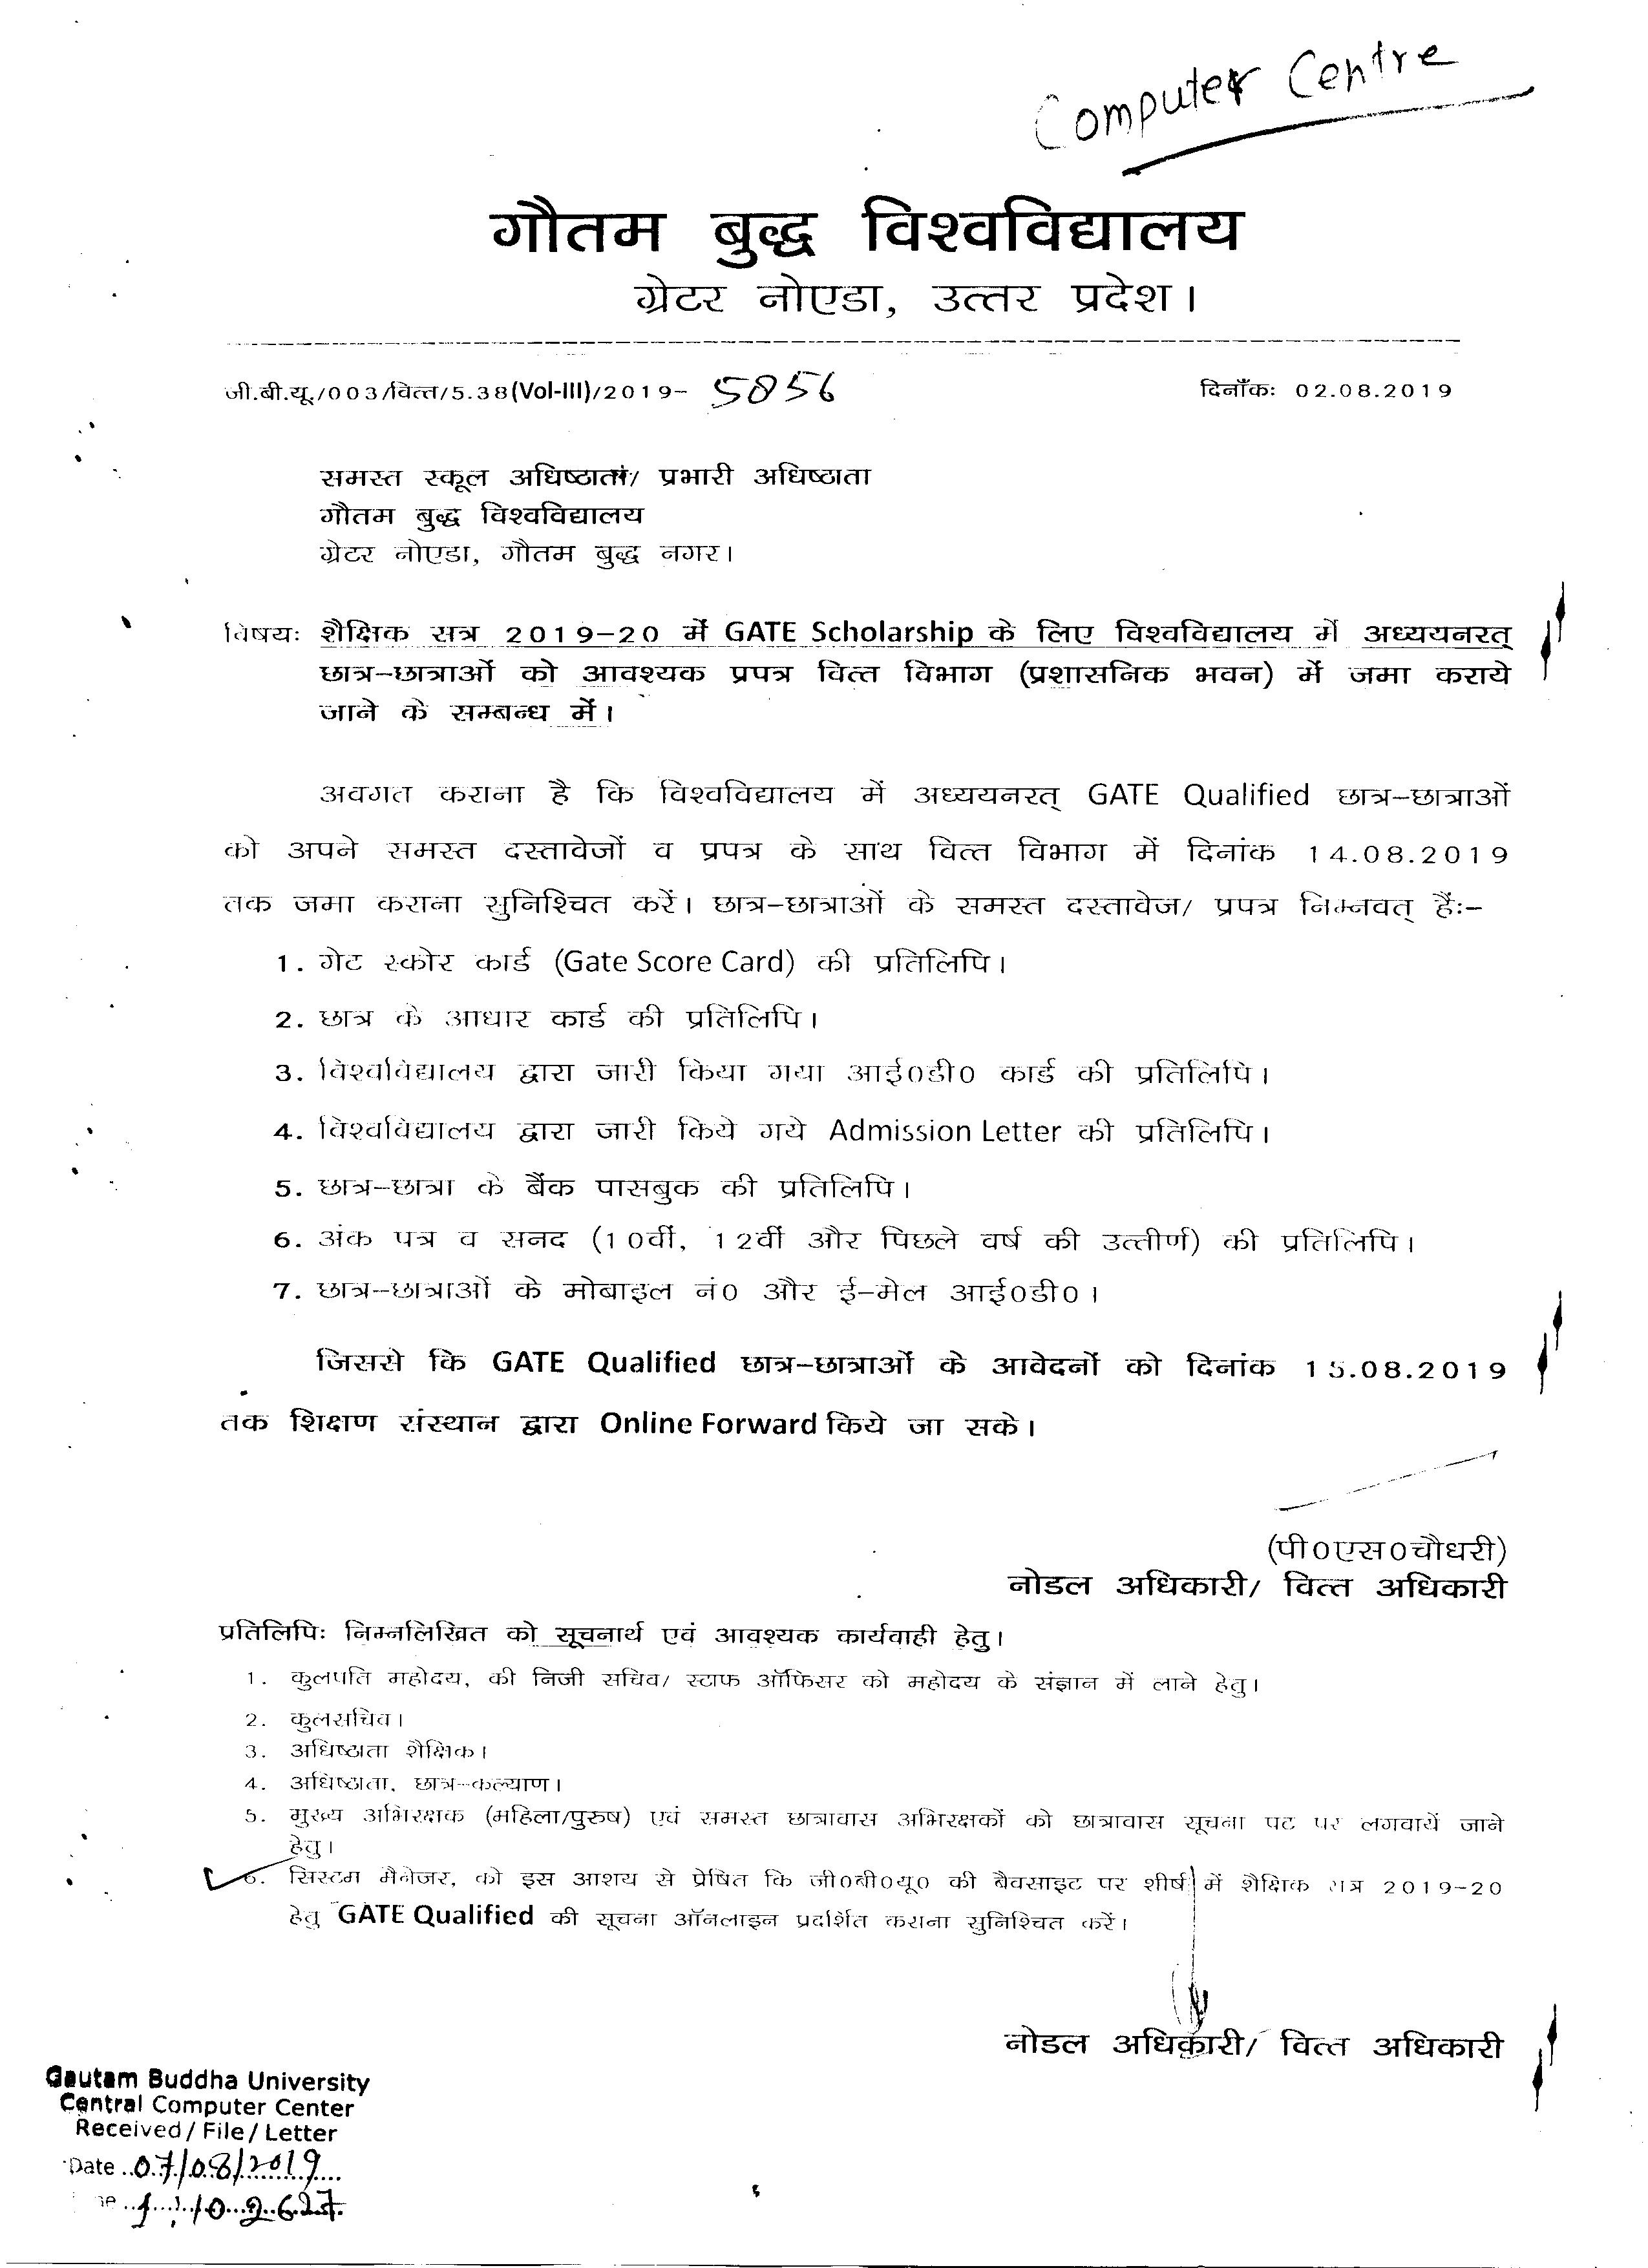 Computer Centre
गौतम बुद्ध विश्वविद्यालय
ग्रेटर नोएडा, उत्तर प्रदेश।
जी.बी.यू./003/वित्त/5.38(Vol-III)/2019- 5856 दिनाँकः 02.08.2019
समस्त स्कूल अधिष्ठाता/ प्रभारी अधिष्ठाता
गौतम बुद्ध विश्वविद्यालय
ग्रेटर नोएडा, गौतम बुद्ध नगर।
विषयः शैक्षिक सत्र 2019-20 में GATE Scholarship के लिए विश्वविद्यालय में अध्ययनरत्
छात्र-छात्राओं को आवश्यक प्रपत्र वित्त विभाग (प्रशासनिक भवन) में जमा कराये
जाने के सम्बन्ध में।
अवगत कराना है कि विश्वविद्यालय में अध्ययनरत् GATE Qualified छात्र-छात्राओं
को अपने समस्त दस्तावेजों व प्रपत्र के साथ वित्त विभाग में दिनांक 14.08.2019
तक जमा कराना सुनिश्चित करें। छात्र-छात्राओं के समस्त दस्तावेज/ प्रपत्र निम्नवत् हैंः-
1. गेट स्कोर कार्ड (Gate Score Card) की प्रतिलिपि।
2. छात्र के आधार कार्ड की प्रतिलिपि।
3. विश्वविद्यालय द्वारा जारी किया गया आई0डी0 कार्ड की प्रतिलिपि।
4. विश्वविद्यालय द्वारा जारी किये गये Admission Letter की प्रतिलिपि।
5. छात्र-छात्रा के बैंक पासबुक की प्रतिलिपि।
6. अंक पत्र व सनद (10वीं, 12वीं और पिछले वर्ष की उत्तीर्ण) की प्रतिलिपि।
7. छात्र-छात्राओं के मोबाइल नं0 और ई-मेल आई0डी0।
जिससे कि GATE Qualified छात्र-छात्राओं के आवेदनों को दिनांक 15.08.2019
तक शिक्षण संस्थान द्वारा Online Forward किये जा सके।
(पी0एस0चौधरी)
नोडल अधिकारी/ वित्त अधिकारी
प्रतिलिपिः निम्नलिखित को सूचनार्थ एवं आवश्यक कार्यवाही हेतु।
1. कुलपति महोदय, की निजी सचिव/ स्टाफ ऑफिसर को महोदय के संज्ञान में लाने हेतु।
2. कुलसचिव।
3. अधिष्ठाता शैक्षिक।
4. अधिष्ठाता, छात्र-कल्याण।
5. मुख्य अभिरक्षक (महिला/पुरुष) एवं समस्त छात्रावास अभिरक्षकों को छात्रावास सूचना पट पर लगवायें जाने
हेतु।
6. सिस्टम मैनेजर, को इस आशय से प्रेषित कि जी0बी0यू0 की बैवसाइट पर शीर्ष में शैक्षिक सत्र 2019-20
हेतु GATE Qualified की सूचना ऑनलाइन प्रदर्शित कराना सुनिश्चित करें।
नोडल अधिकारी/ वित्त अधिकारी
Gautam Buddha University
Central Computer Center
Received / File / Letter
Date 07/08/2019